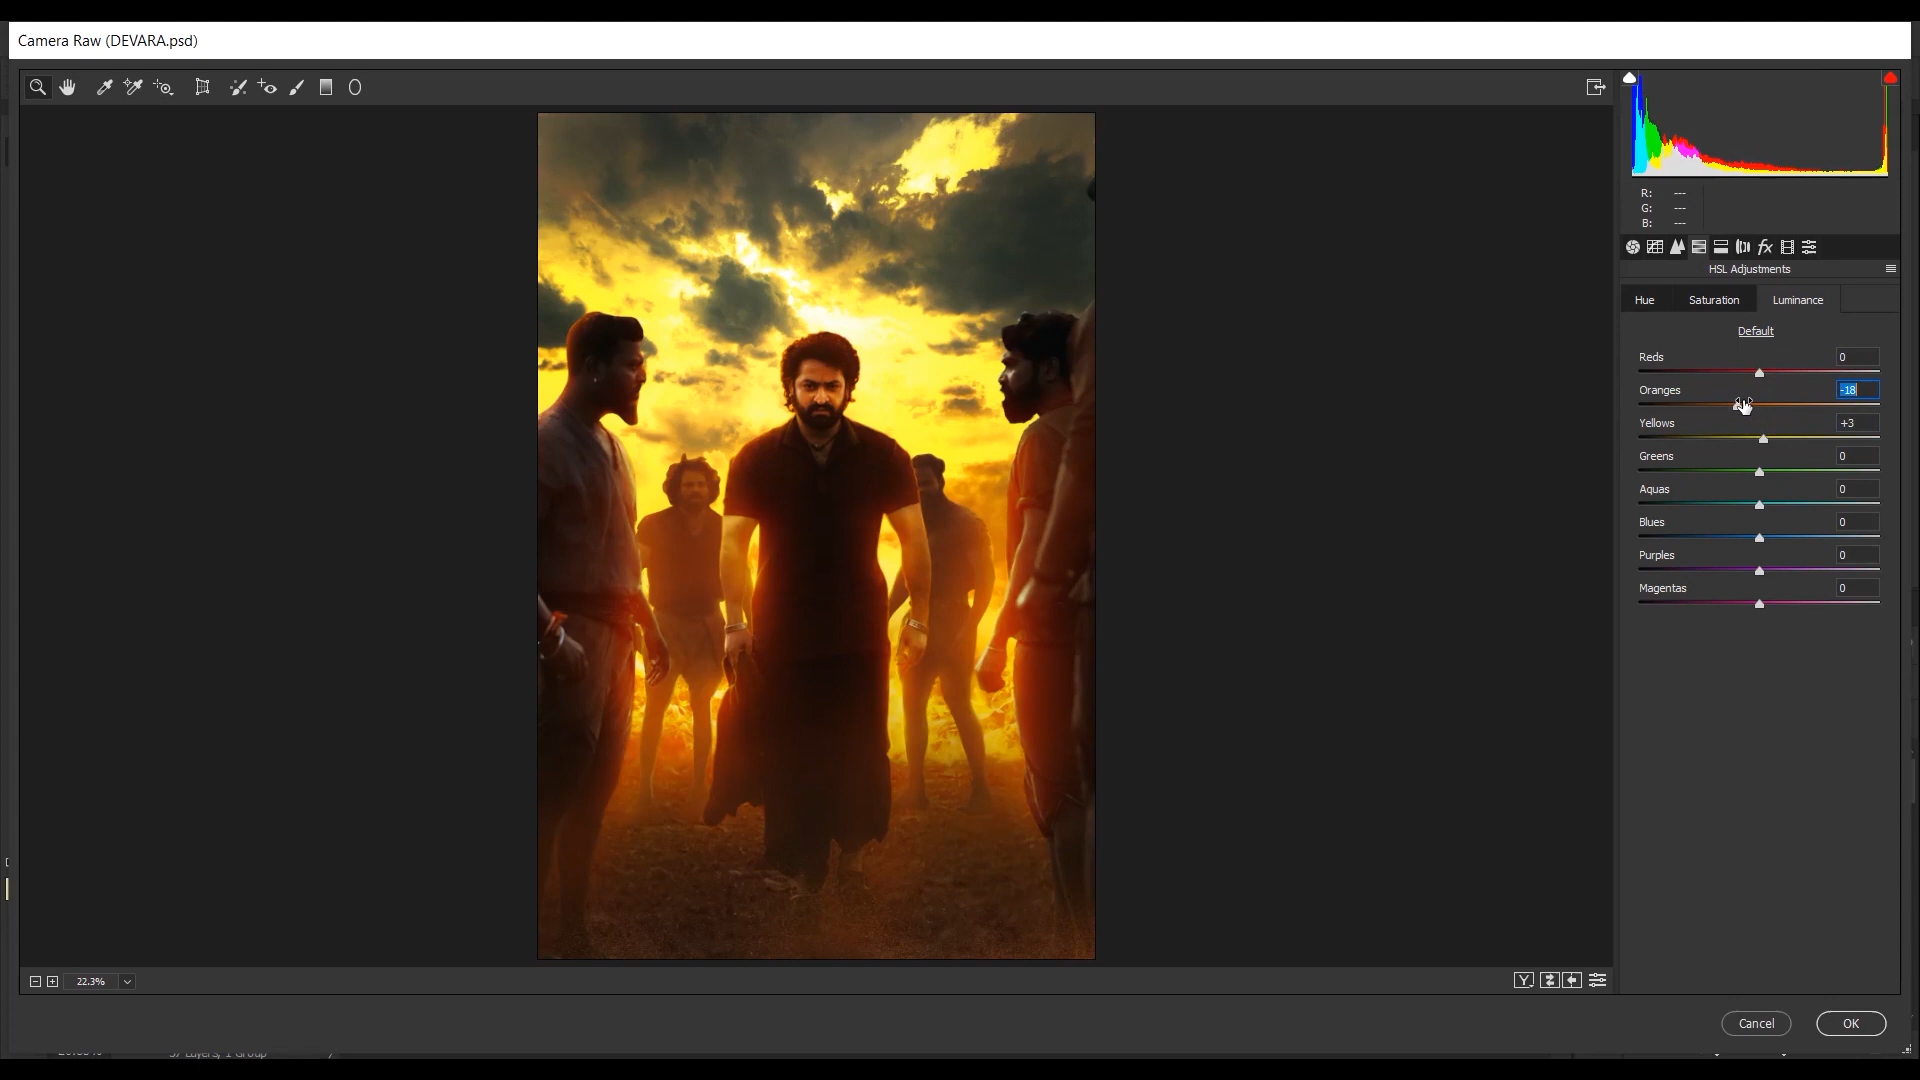 Camera Raw (DEVARA.psd)
R: ---
G: ---
B: ---
HSL Adjustments
Hue Saturation Luminance
Default
Reds 0
Oranges -18
Yellows +3
Greens 0
Aquas 0
Blues 0
Purples 0
Magentas 0
22.3%
Cancel OK